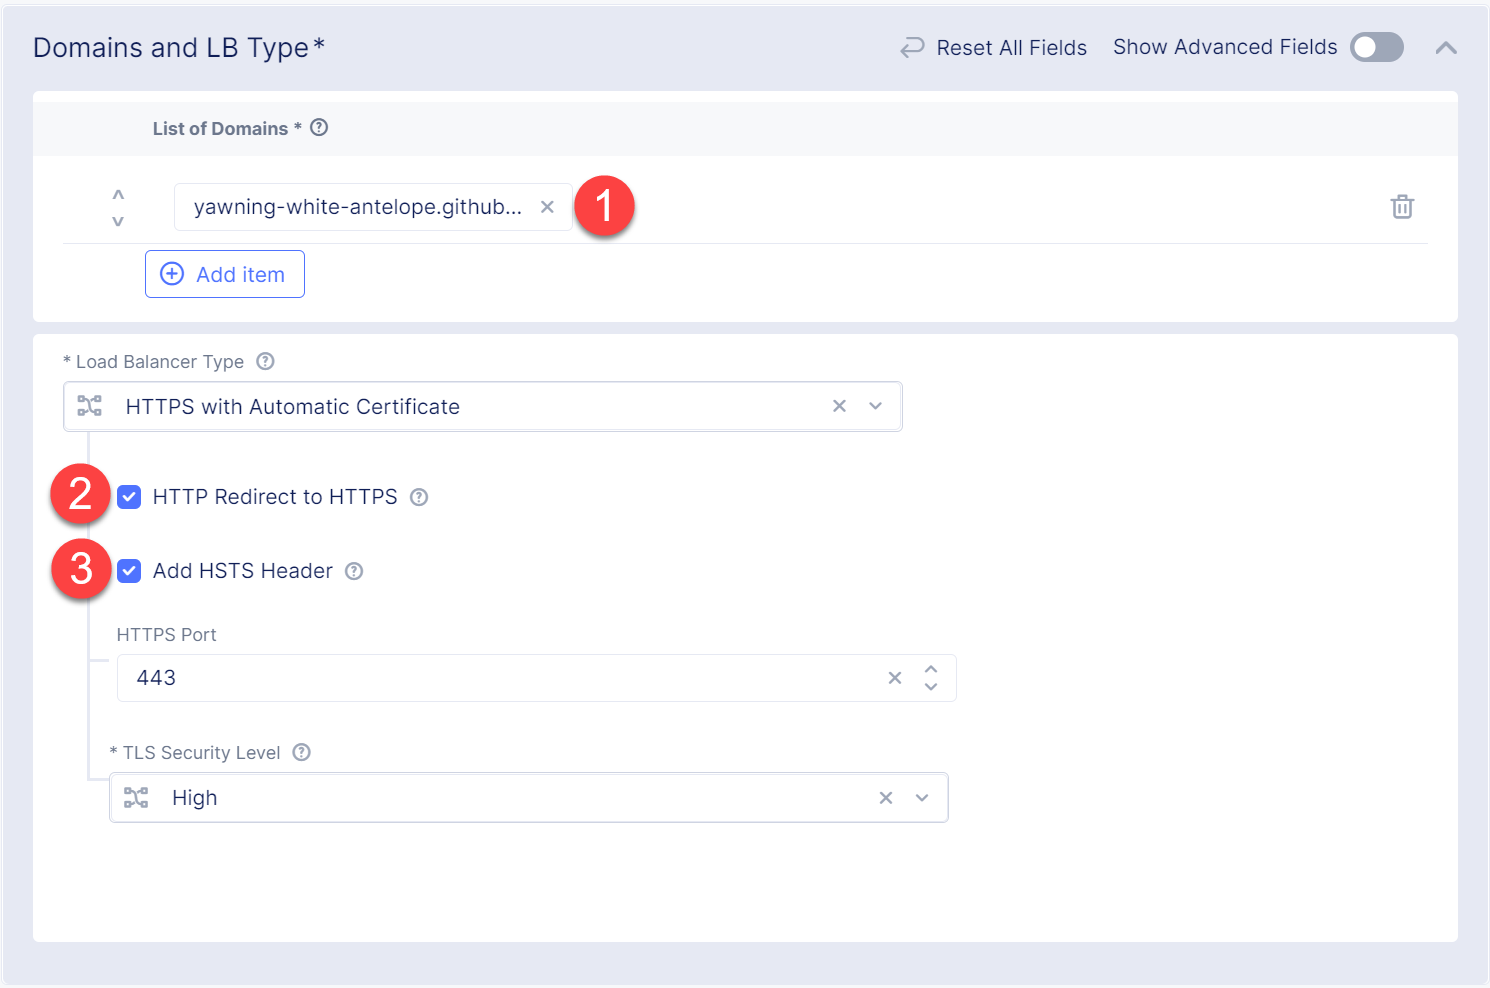 Domains and LB Type*
Reset All Fields
Show Advanced Fields
List of Domains *
yawning-white-antelope.github...
1
Add item
* Load Balancer Type
HTTPS with Automatic Certificate
2
HTTP Redirect to HTTPS
3
Add HSTS Header
HTTPS Port
443
* TLS Security Level
High